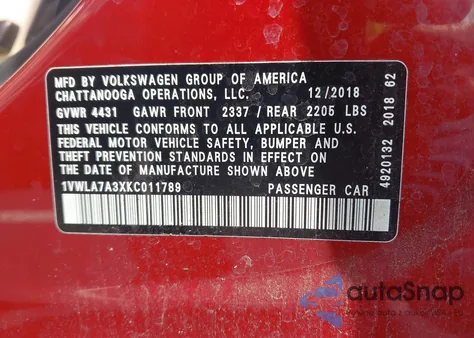 MFD BY VOLKSWAGEN GROUP OF AMERICA
CHATTANOOGA OPERATIONS, LLC. 12/2018
GVWR 4431 GAWR FRONT 2337 / REAR 2205 LBS
THIS VEHICLE CONFORMS TO ALL APPLICABLE U.S.
FEDERAL MOTOR VEHICLE SAFETY, BUMPER AND
THEFT PREVENTION STANDARDS IN EFFECT ON THE
DATE OF MANUFACTURE SHOWN ABOVE
1VWLA7A3XKC011789 PASSENGER CAR
4920132 2018 62
autoSnap